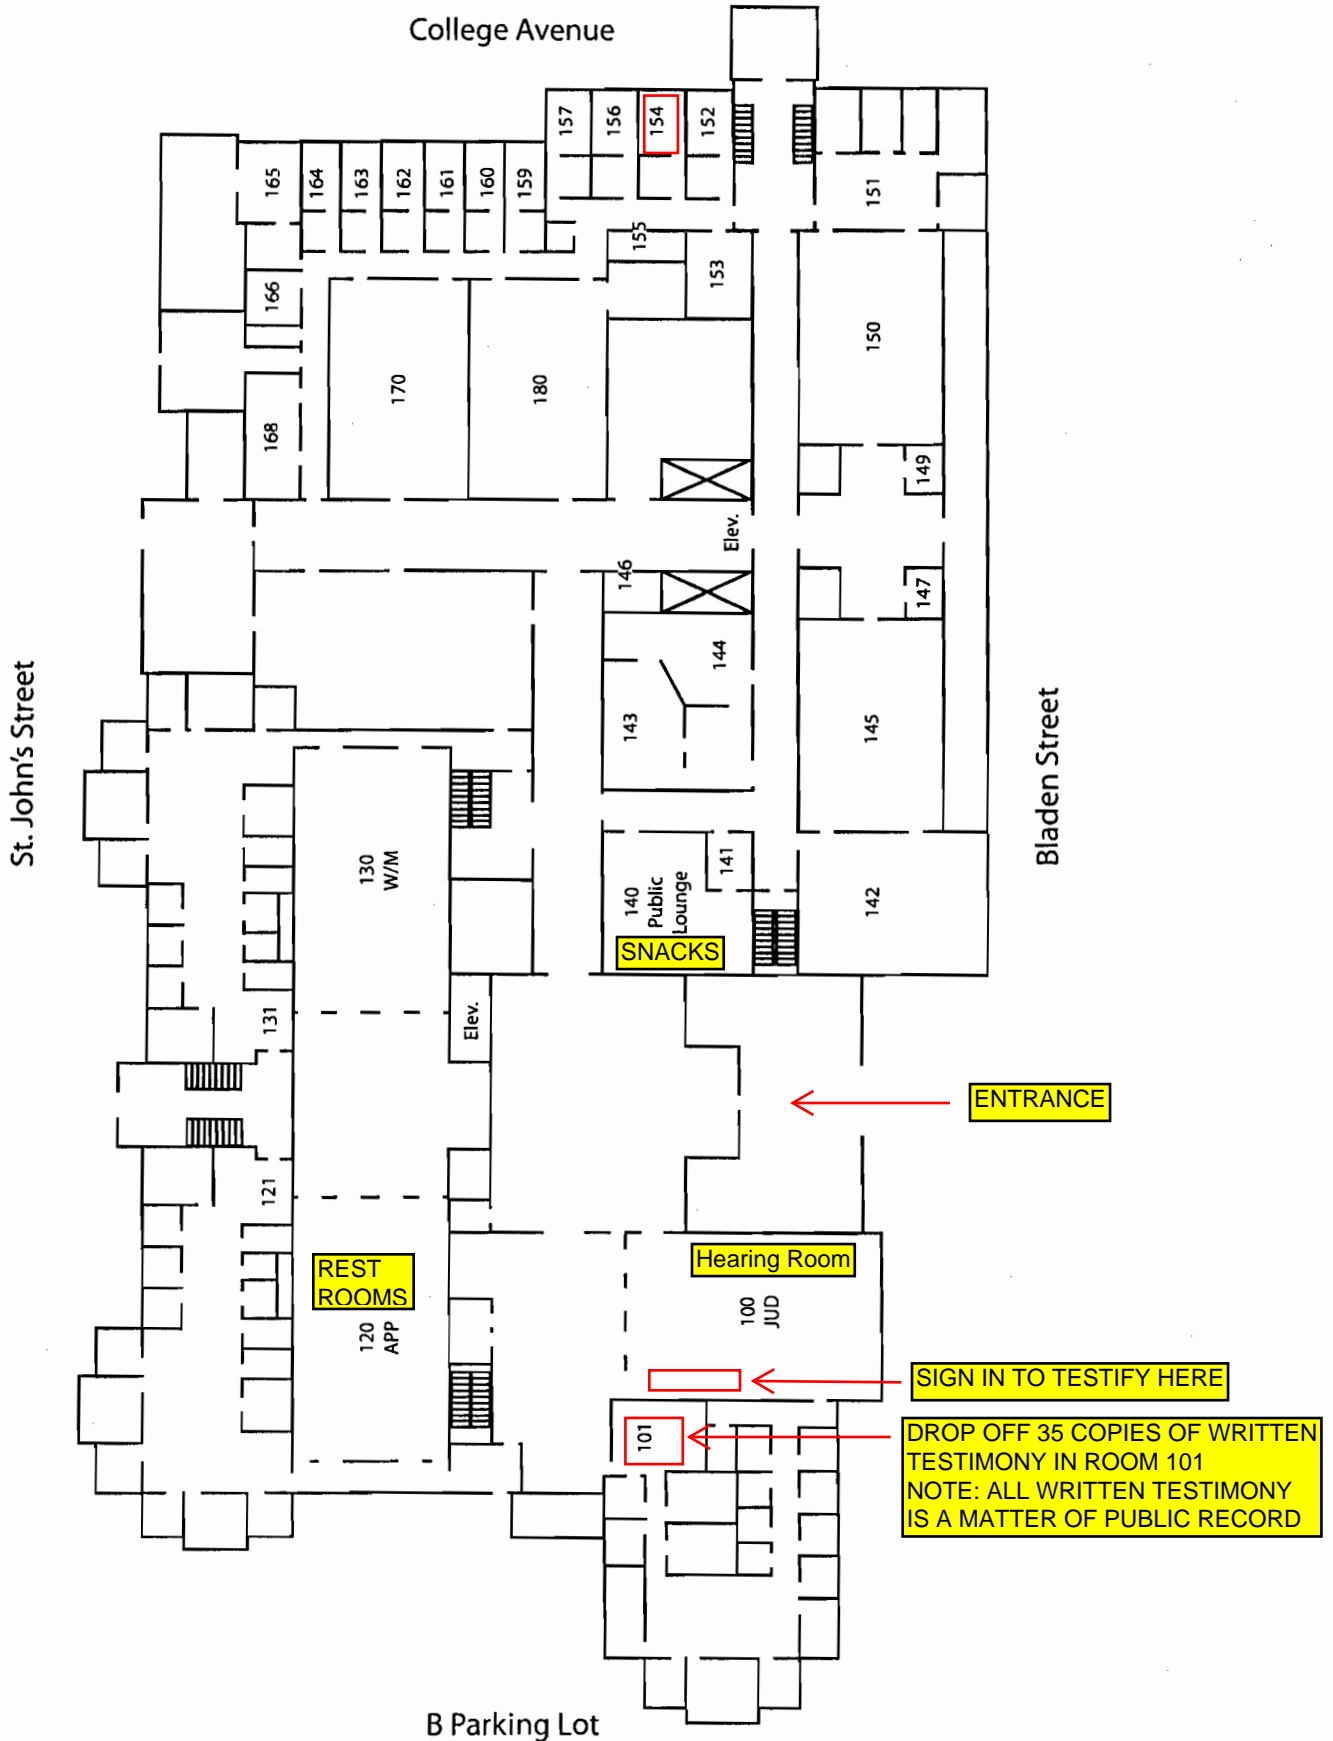 College Avenue
157
156
154
152
165
164
163
162
161
160
159
151
155
153
166
150
170
180
168
149
Elev.
146
147
144
143
145
St. John's Street
Bladen Street
130
W/M
141
140
Public
Lounge
142
SNACKS
131
Elev.
ENTRANCE
121
Hearing Room
REST
ROOMS
100
JUD
120
APP
SIGN IN TO TESTIFY HERE
101
DROP OFF 35 COPIES OF WRITTEN
TESTIMONY IN ROOM 101
NOTE: ALL WRITTEN TESTIMONY
IS A MATTER OF PUBLIC RECORD
B Parking Lot